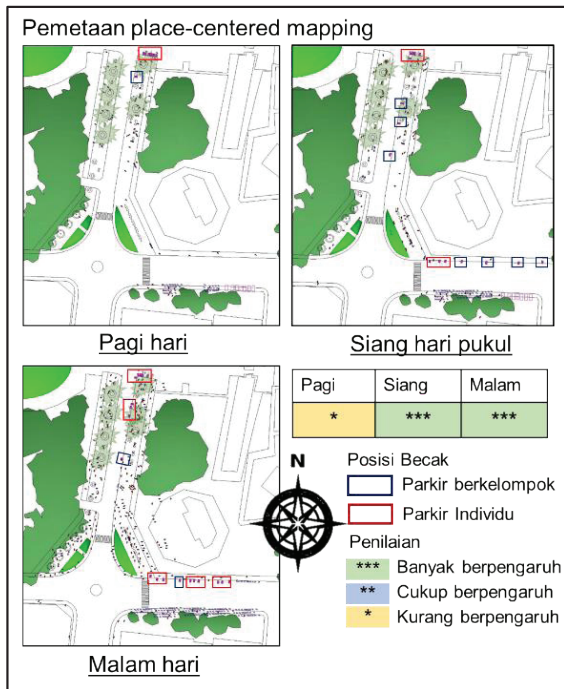 Pemetaan place-centered mapping
Pagi hari
Siang hari pukul
Malam hari
Pagi Siang Malam
* *** ***
N
Posisi Becak
Parkir berkelompok
Parkir Individu
Penilaian
*** Banyak berpengaruh
** Cukup berpengaruh
* Kurang berpengaruh